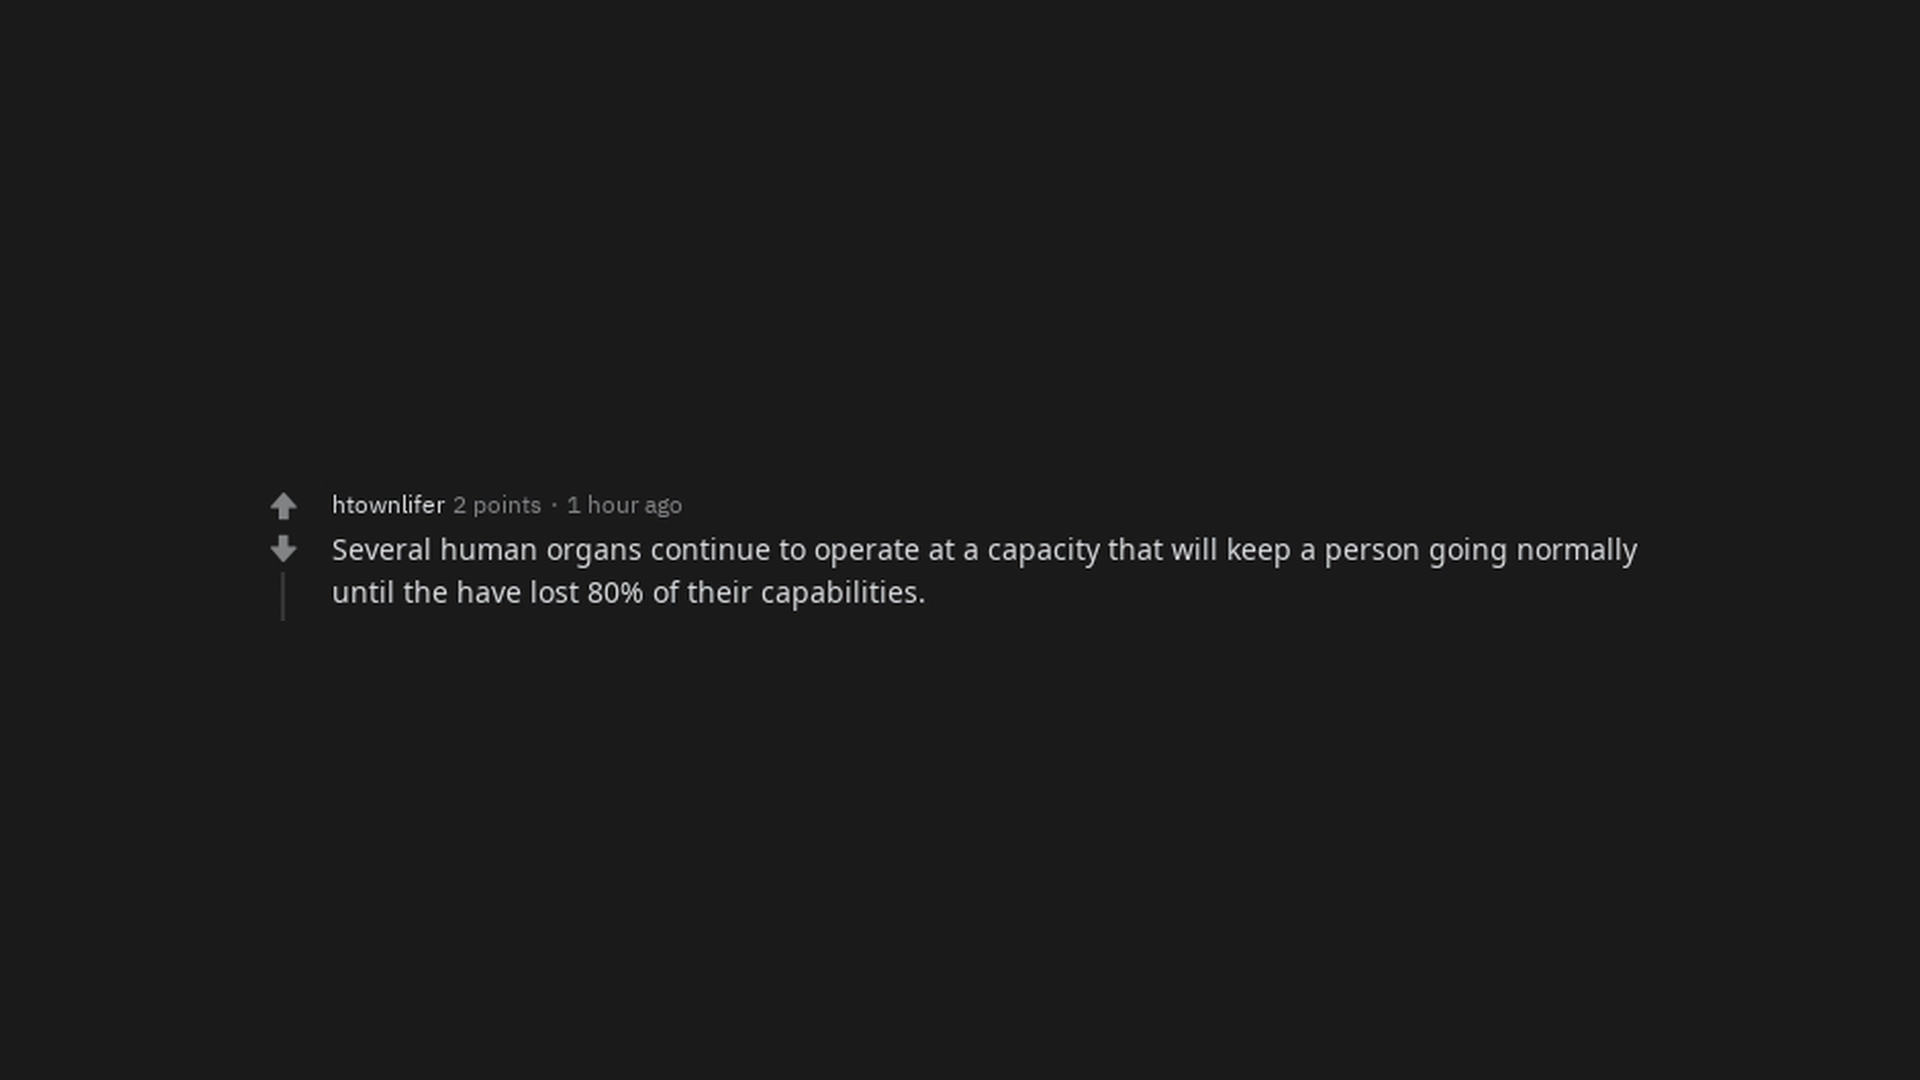 htownlifer 2 points · 1 hour ago
Several human organs continue to operate at a capacity that will keep a person going normally
until the have lost 80% of their capabilities.